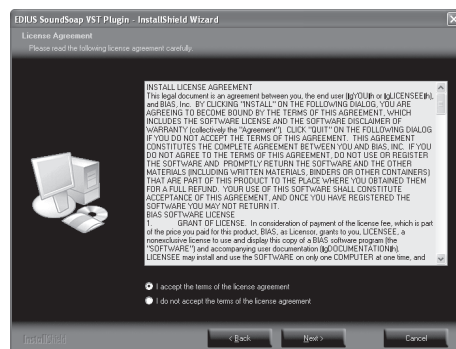 EDIUS SoundSoap VST Plugin - InstallShield Wizard
License Agreement
Please read the following license agreement carefully.
INSTALL LICENSE AGREEMENT
This legal document is an agreement between you, the end user (lgYOUlh or lgLICENSEElh),
and BIAS, Inc. BY CLICKING "INSTALL" ON THE FOLLOWING DIALOG, YOU ARE
AGREEING TO BECOME BOUND BY THE TERMS OF THIS AGREEMENT, WHICH
INCLUDES THE SOFTWARE LICENSE AND THE SOFTWARE DISCLAIMER OF
WARRANTY (collectively the "Agreement"). CLICK "QUIT" ON THE FOLLOWING DIALOG
IF YOU DO NOT ACCEPT THE TERMS OF THIS AGREEMENT. THIS AGREEMENT
CONSTITUTES THE COMPLETE AGREEMENT BETWEEN YOU AND BIAS, INC. IF YOU
DO NOT AGREE TO THE TERMS OF THIS AGREEMENT, DO NOT USE OR REGISTER
THE SOFTWARE AND PROMPTLY RETURN THE SOFTWARE AND THE OTHER
MATERIALS (INCLUDING WRITTEN MATERIALS, BINDERS OR OTHER CONTAINERS)
THAT ARE PART OF THIS PRODUCT TO THE PLACE WHERE YOU OBTAINED THEM
FOR A FULL REFUND. YOUR USE OF THIS SOFTWARE SHALL CONSTITUTE
ACCEPTANCE OF THIS AGREEMENT, AND ONCE YOU HAVE REGISTERED THE
SOFTWARE YOU MAY NOT RETURN IT.
BIAS SOFTWARE LICENSE
1. GRANT OF LICENSE. In consideration of payment of the license fee, which is part
of the price you paid for this product, BIAS, as Licensor, grants to you, LICENSEE, a
nonexclusive license to use and display this copy of a BIAS software program (the
"SOFTWARE") and accompanying user documentation (lgDOCUMENTATIONlh).
LICENSEE may install and use the SOFTWARE on only one COMPUTER at one time, and
I accept the terms of the license agreement
I do not accept the terms of the license agreement
InstallShield
< Back
Next >
Cancel